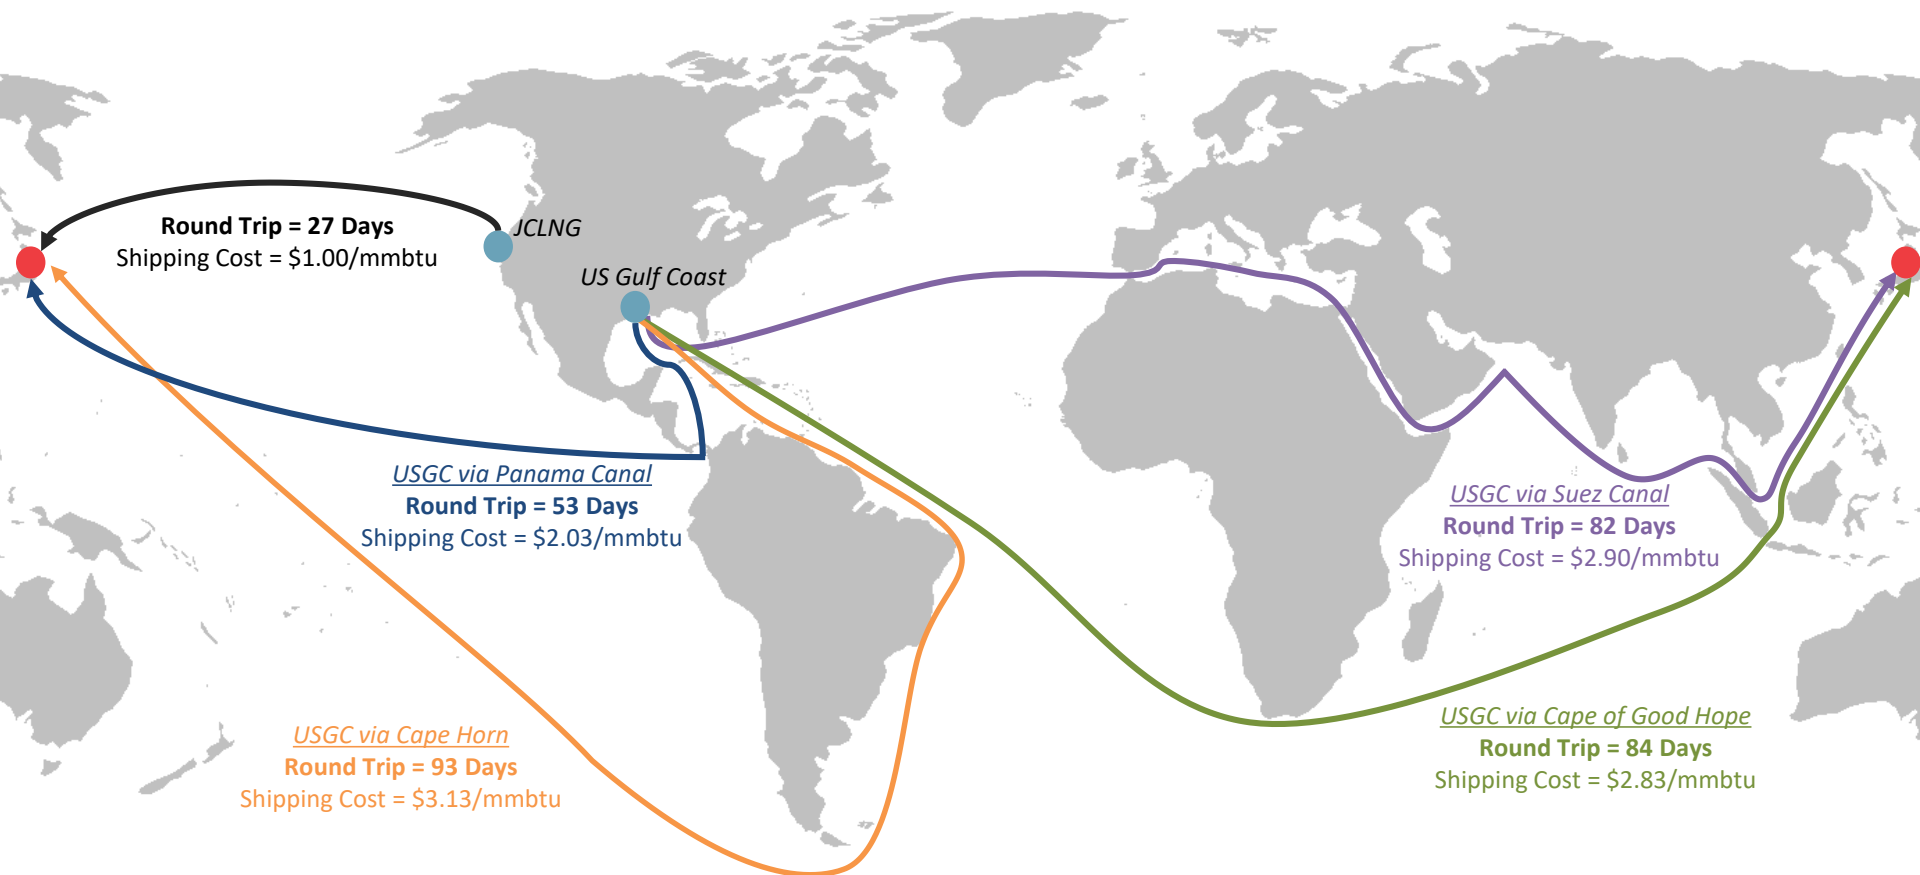 Round Trip = 27 Days
Shipping Cost = $1.00/mmbtu
JCLNG
US Gulf Coast
USGC via Panama Canal
Round Trip = 53 Days
Shipping Cost = $2.03/mmbtu
USGC via Suez Canal
Round Trip = 82 Days
Shipping Cost = $2.90/mmbtu
USGC via Cape Horn
Round Trip = 93 Days
Shipping Cost = $3.13/mmbtu
USGC via Cape of Good Hope
Round Trip = 84 Days
Shipping Cost = $2.83/mmbtu